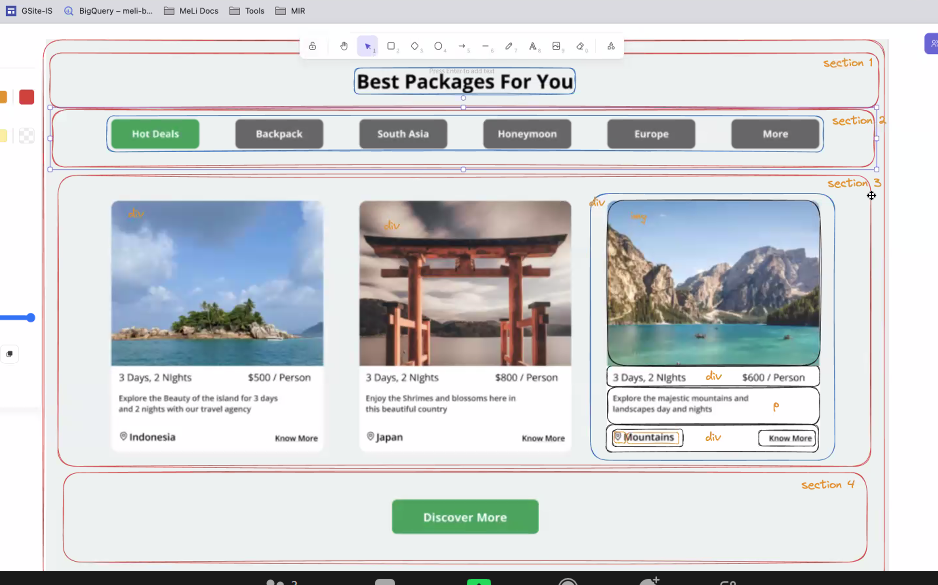 GSite-IS
BigQuery – meli-b...
MeLi Docs
Tools
MIR
section 1
Best Packages For You
section 2
Hot Deals
Backpack
South Asia
Honeymoon
Europe
More
section 3
div
div
div
img
3 Days, 2 Nights
$500 / Person
Explore the Beauty of the island for 3 days
and 2 nights with our travel agency
Indonesia
Know More
3 Days, 2 Nights
$800 / Person
Enjoy the Shrines and blossoms here in
this beautiful country
Japan
Know More
3 Days, 2 Nights
div
$600 / Person
Explore the majestic mountains and
landscapes day and nights
p
Mountains
div
Know More
section 4
Discover More
2